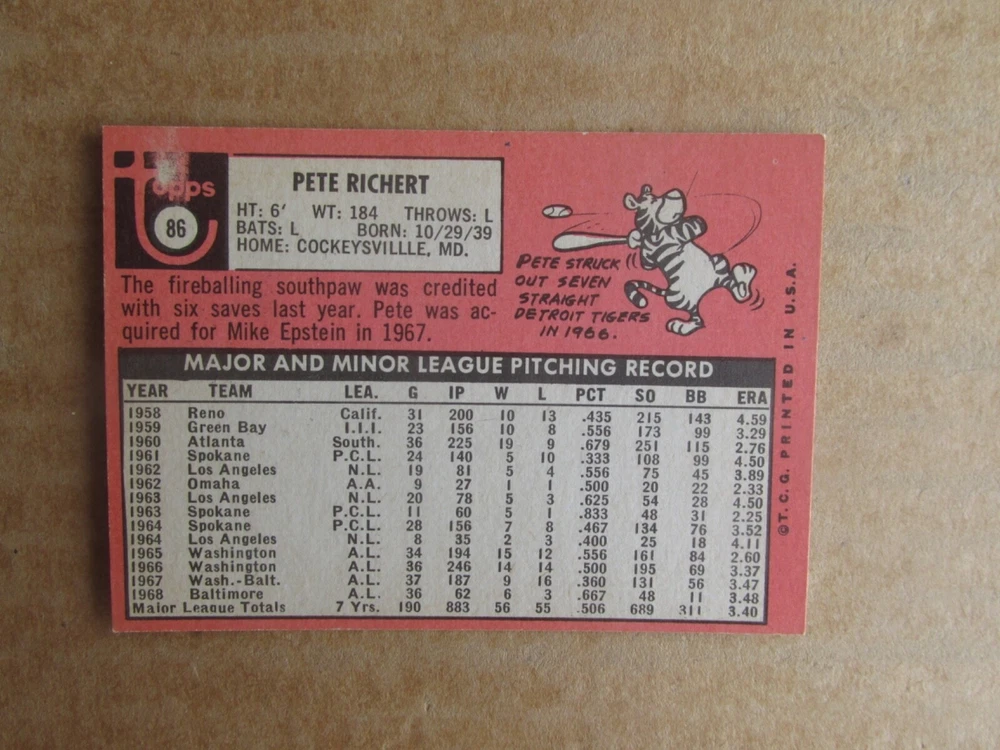 topps
86
PETE RICHERT
HT: 6' WT: 184 THROWS: L
BATS: L BORN: 10/29/39
HOME: COCKEYSVILLLE, MD.
The fireballing southpaw was credited
with six saves last year. Pete was ac-
quired for Mike Epstein in 1967.
PETE STRUCK
OUT SEVEN
STRAIGHT
DETROIT TIGERS
IN 1966.
MAJOR AND MINOR LEAGUE PITCHING RECORD
YEAR TEAM LEA. G IP W L PCT SO BB ERA
1958 Reno Calif. 31 200 10 13 .435 215 143 4.59
1959 Green Bay I.I.I. 23 156 10 8 .556 173 99 3.29
1960 Atlanta South. 36 225 19 9 .679 251 115 2.76
1961 Spokane P.C.L. 24 140 5 10 .333 108 99 4.50
1962 Los Angeles N.L. 19 81 5 4 .556 75 45 3.89
1962 Omaha A.A. 9 27 1 1 .500 20 22 2.33
1963 Los Angeles N.L. 20 78 5 3 .625 54 28 4.50
1963 Spokane P.C.L. 11 60 5 1 .833 48 31 2.25
1964 Spokane P.C.L. 28 156 7 8 .467 134 76 3.52
1964 Los Angeles N.L. 8 35 2 3 .400 25 18 4.11
1965 Washington A.L. 34 194 15 12 .556 161 84 2.60
1966 Washington A.L. 36 246 14 14 .500 195 69 3.37
1967 Wash.-Balt. A.L. 37 187 9 16 .360 131 56 3.47
1968 Baltimore A.L. 36 62 6 3 .667 48 11 3.48
Major League Totals 7 Yrs. 190 883 56 55 .506 689 311 3.40
©T.C.G. PRINTED IN U.S.A.